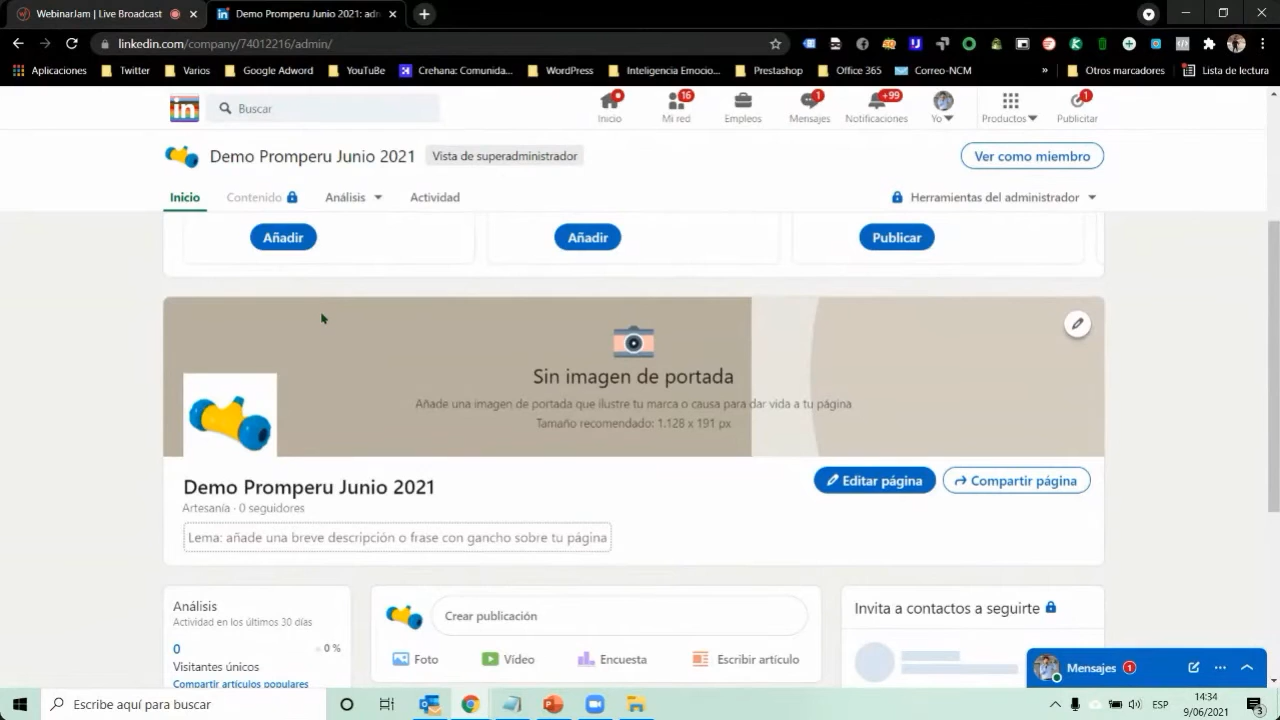 WebinarJam | Live Broadcast
Demo Promperu Junio 2021: adm
linkedin.com/company/74012216/admin/
Aplicaciones Twitter Varios Google Adword YouTube Crehana: Comunida... WordPress Inteligencia Emocio... Prestashop Office 365 Correo-NCM » Otros marcadores Lista de lectura
in Buscar
Inicio 16 Mi red Empleos 1 Mensajes +99 Notificaciones Yo Productos 1 Publicitar
Demo Promperu Junio 2021 Vista de superadministrador Ver como miembro
Inicio Contenido Análisis Actividad Herramientas del administrador
Añadir Añadir Publicar
Sin imagen de portada
Añade una imagen de portada que ilustre tu marca o causa para dar vida a tu página
Tamaño recomendado: 1.128 x 191 px
Demo Promperu Junio 2021 Editar página Compartir página
Artesanía · 0 seguidores
Lema: añade una breve descripción o frase con gancho sobre tu página
Análisis
Actividad en los últimos 30 días
0 0 %
Visitantes únicos
Compartir artículos populares
Crear publicación
Foto Vídeo Encuesta Escribir artículo
Invita a contactos a seguirte
Mensajes 1
Escribe aquí para buscar
ESP
14:34
9/06/2021
3